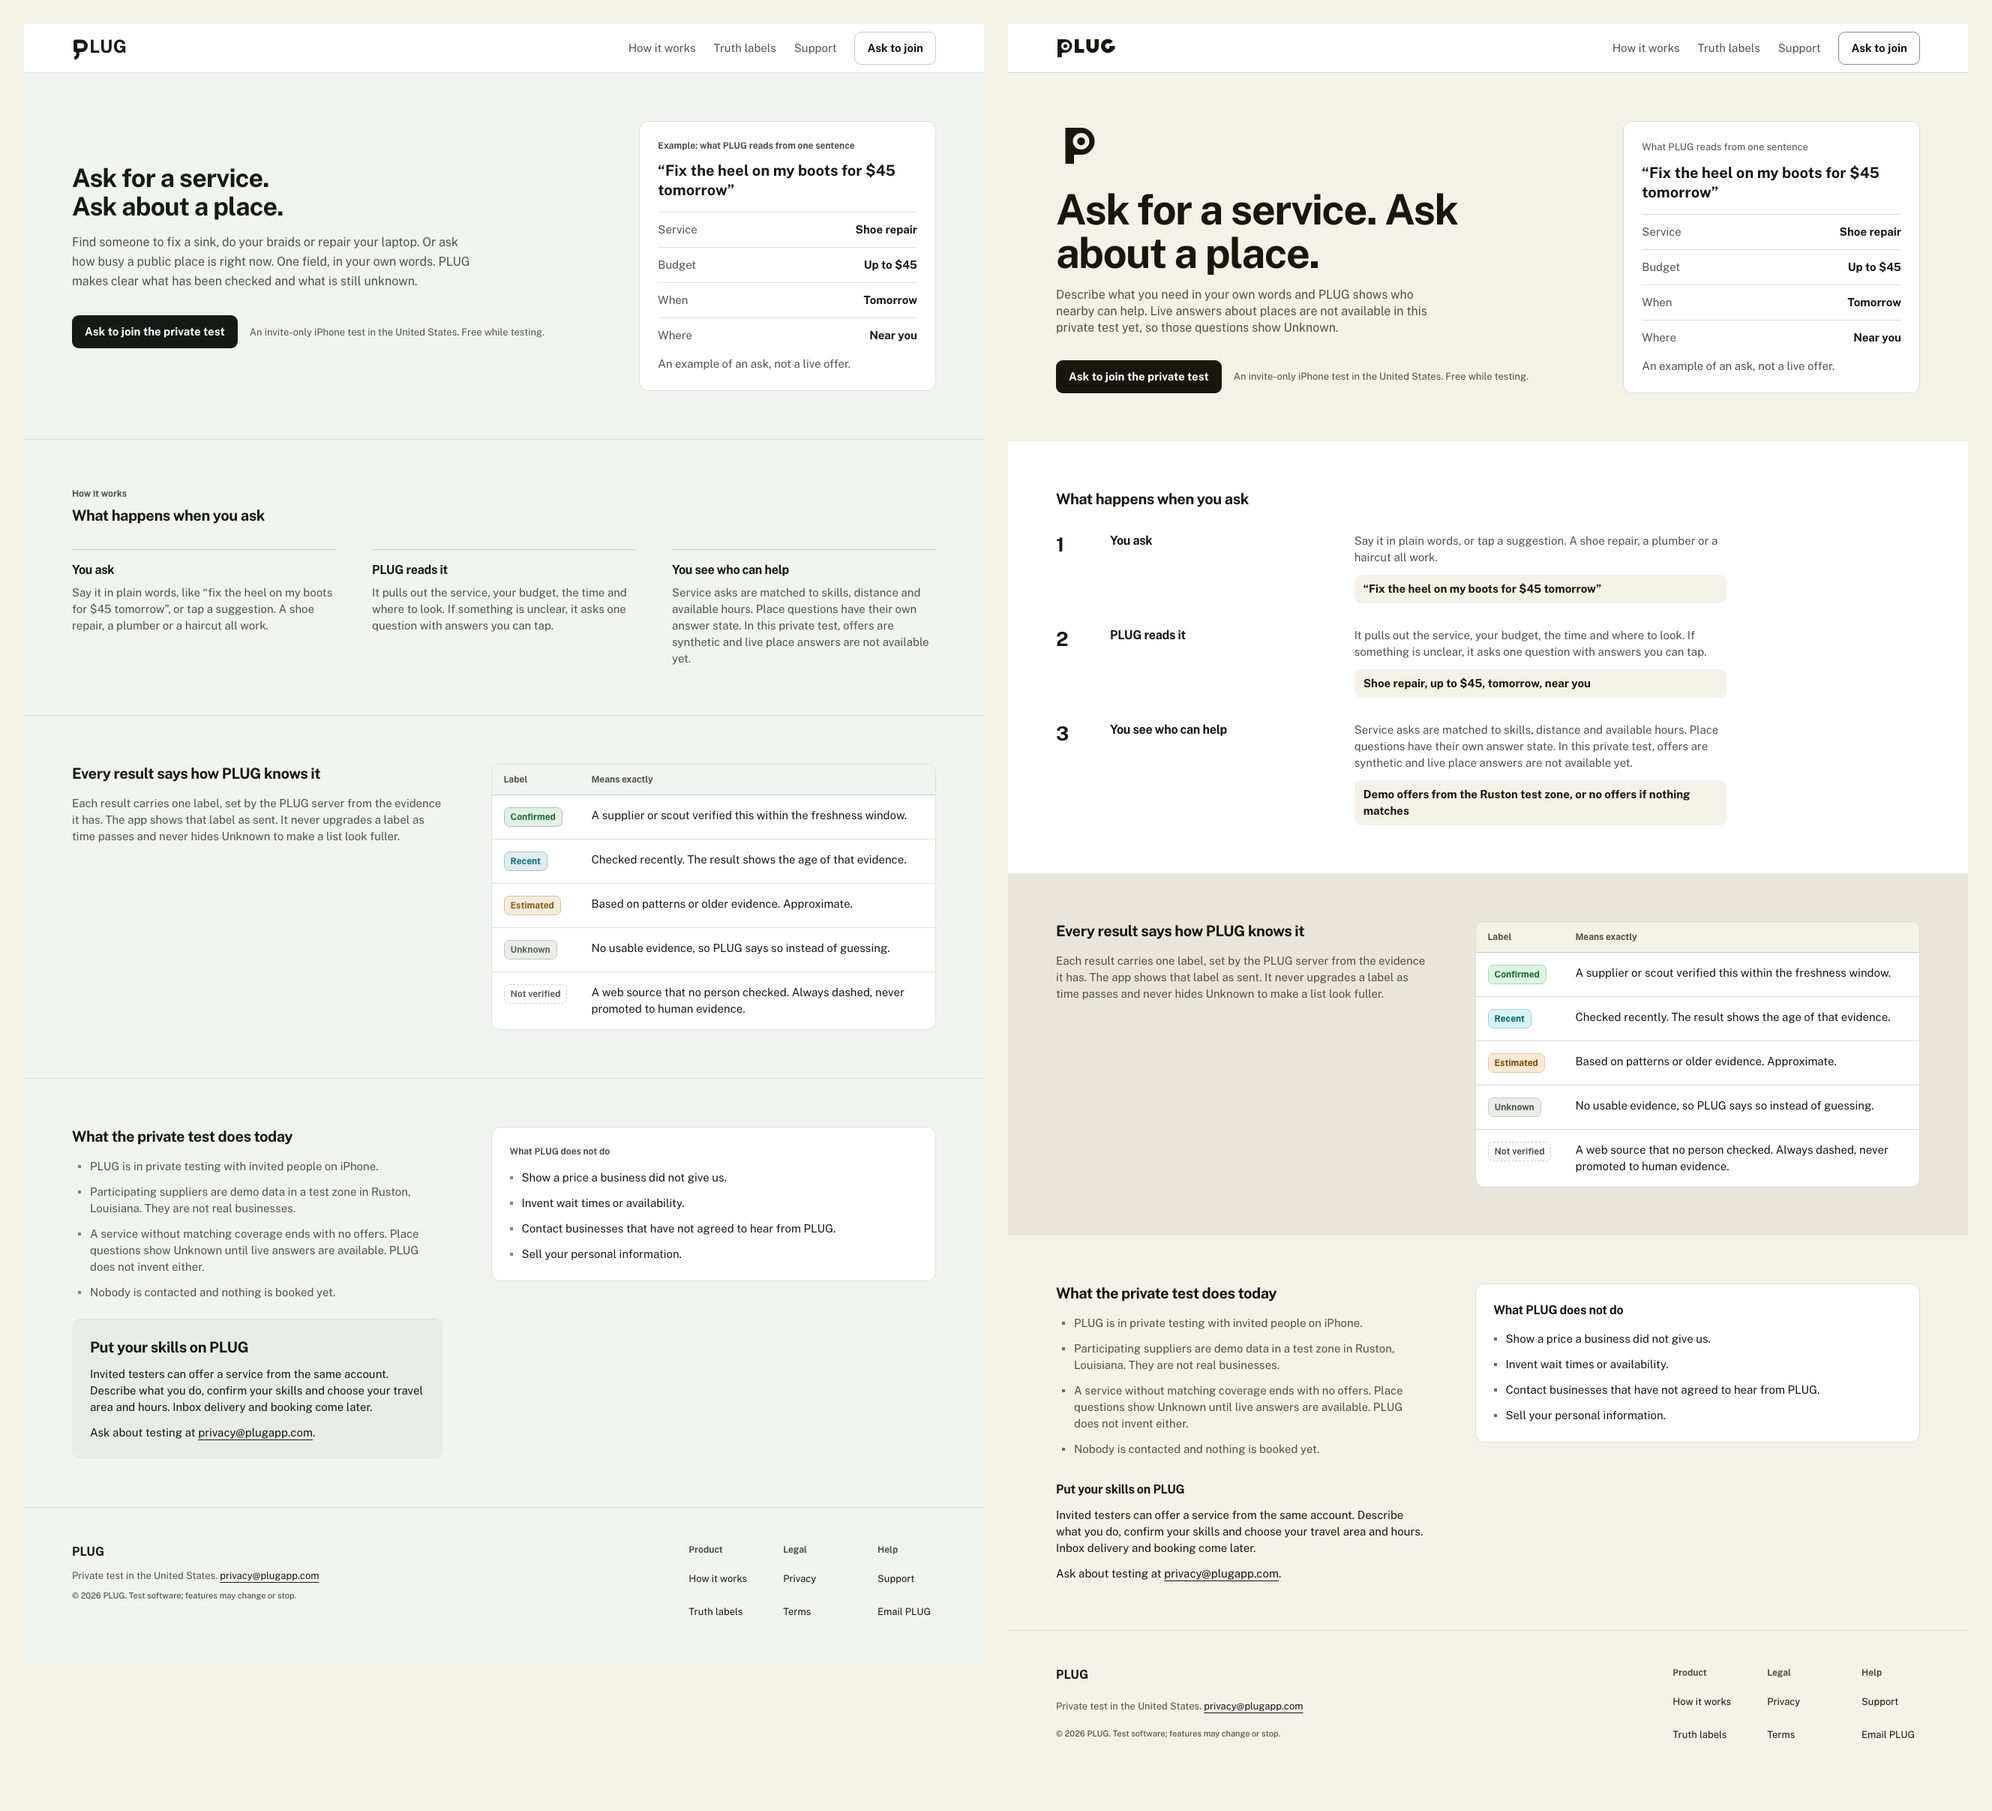 PLUG
How it works
Truth labels
Support
Ask to join
Ask for a service.
Ask about a place.
Find someone to fix a sink, do your braids or repair your laptop. Or ask
how busy a public place is right now. One field, in your own words. PLUG
makes clear what has been checked and what is still unknown.
Ask to join the private test
An invite-only iPhone test in the United States. Free while testing.
Example: what PLUG reads from one sentence
“Fix the heel on my boots for $45
tomorrow”
Service Shoe repair
Budget Up to $45
When Tomorrow
Where Near you
An example of an ask, not a live offer.
How it works
What happens when you ask
You ask
Say it in plain words, like “fix the heel on my boots
for $45 tomorrow”, or tap a suggestion. A shoe
repair, a plumber or a haircut all work.
PLUG reads it
It pulls out the service, your budget, the time and
where to look. If something is unclear, it asks one
question with answers you can tap.
You see who can help
Service asks are matched to skills, distance and
available hours. Place questions have their own
answer state. In this private test, offers are
synthetic and live place answers are not available
yet.
Every result says how PLUG knows it
Each result carries one label, set by the PLUG server from the evidence
it has. The app shows that label as sent. It never upgrades a label as
time passes and never hides Unknown to make a list look fuller.
Label Means exactly
Confirmed A supplier or scout verified this within the freshness window.
Recent Checked recently. The result shows the age of that evidence.
Estimated Based on patterns or older evidence. Approximate.
Unknown No usable evidence, so PLUG says so instead of guessing.
Not verified A web source that no person checked. Always dashed, never
promoted to human evidence.
What the private test does today
PLUG is in private testing with invited people on iPhone.
Participating suppliers are demo data in a test zone in Ruston,
Louisiana. They are not real businesses.
A service without matching coverage ends with no offers. Place
questions show Unknown until live answers are available. PLUG
does not invent either.
Nobody is contacted and nothing is booked yet.
What PLUG does not do
Show a price a business did not give us.
Invent wait times or availability.
Contact businesses that have not agreed to hear from PLUG.
Sell your personal information.
Put your skills on PLUG
Invited testers can offer a service from the same account.
Describe what you do, confirm your skills and choose your travel
area and hours. Inbox delivery and booking come later.
Ask about testing at privacy@plugapp.com.
PLUG
Private test in the United States. privacy@plugapp.com
© 2026 PLUG. Test software; features may change or stop.
Product Legal Help
How it works Privacy Support
Truth labels Terms Email PLUG
PLUG
How it works
Truth labels
Support
Ask to join
P
Ask for a service. Ask
about a place.
Describe what you need in your own words and PLUG shows who
nearby can help. Live answers about places are not available in this
private test yet, so those questions show Unknown.
Ask to join the private test
An invite-only iPhone test in the United States. Free while testing.
What PLUG reads from one sentence
“Fix the heel on my boots for $45
tomorrow”
Service Shoe repair
Budget Up to $45
When Tomorrow
Where Near you
An example of an ask, not a live offer.
What happens when you ask
1
You ask
Say it in plain words, or tap a suggestion. A shoe repair, a plumber or a
haircut all work.
“Fix the heel on my boots for $45 tomorrow”
2
PLUG reads it
It pulls out the service, your budget, the time and where to look. If
something is unclear, it asks one question with answers you can tap.
Shoe repair, up to $45, tomorrow, near you
3
You see who can help
Service asks are matched to skills, distance and available hours. Place
questions have their own answer state. In this private test, offers are
synthetic and live place answers are not available yet.
Demo offers from the Ruston test zone, or no offers if nothing
matches
Every result says how PLUG knows it
Each result carries one label, set by the PLUG server from the evidence
it has. The app shows that label as sent. It never upgrades a label as
time passes and never hides Unknown to make a list look fuller.
Label Means exactly
Confirmed A supplier or scout verified this within the freshness window.
Recent Checked recently. The result shows the age of that evidence.
Estimated Based on patterns or older evidence. Approximate.
Unknown No usable evidence, so PLUG says so instead of guessing.
Not verified A web source that no person checked. Always dashed, never
promoted to human evidence.
What the private test does today
PLUG is in private testing with invited people on iPhone.
Participating suppliers are demo data in a test zone in Ruston,
Louisiana. They are not real businesses.
A service without matching coverage ends with no offers. Place
questions show Unknown until live answers are available. PLUG
does not invent either.
Nobody is contacted and nothing is booked yet.
What PLUG does not do
Show a price a business did not give us.
Invent wait times or availability.
Contact businesses that have not agreed to hear from PLUG.
Sell your personal information.
Put your skills on PLUG
Invited testers can offer a service from the same account. Describe
what you do, confirm your skills and choose your travel area and hours.
Inbox delivery and booking come later.
Ask about testing at privacy@plugapp.com.
PLUG
Private test in the United States. privacy@plugapp.com
© 2026 PLUG. Test software; features may change or stop.
Product Legal Help
How it works Privacy Support
Truth labels Terms Email PLUG